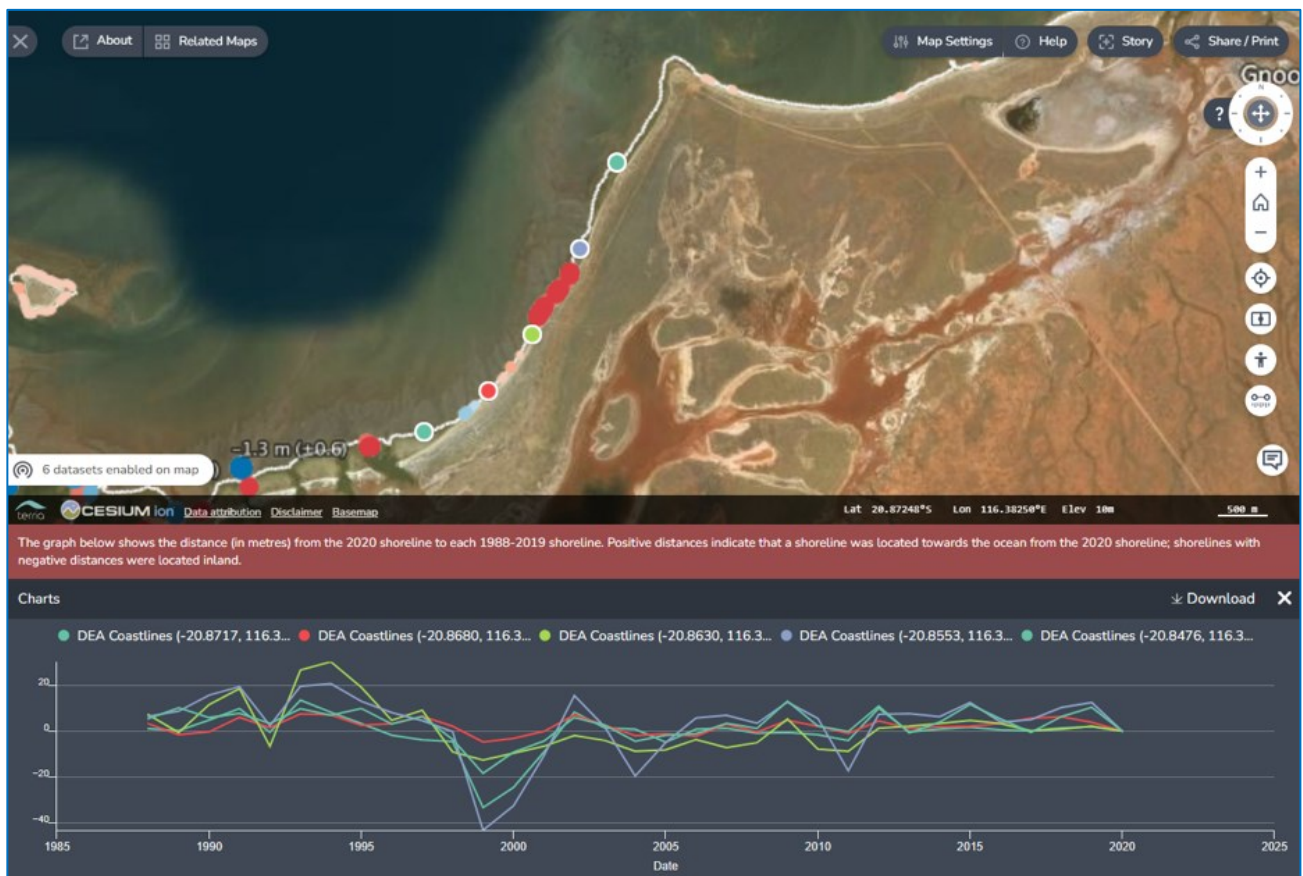 About
Related Maps
Map Settings
Help
Story
Share / Print
Gnoo
N
?
+
−
-1.3 m (±0.6)
6 datasets enabled on map
)
terria
CESIUM ion Data attribution Disclaimer Basemap
Lat 20.87248°S Lon 116.38250°E Elev 10m
500 m
The graph below shows the distance (in metres) from the 2020 shoreline to each 1988-2019 shoreline. Positive distances indicate that a shoreline was located towards the ocean from the 2020 shoreline; shorelines with
negative distances were located inland.
Charts
Download
DEA Coastlines (-20.8717, 116.3...
DEA Coastlines (-20.8680, 116.3...
DEA Coastlines (-20.8630, 116.3...
DEA Coastlines (-20.8553, 116.3...
DEA Coastlines (-20.8476, 116.3...
20
0
−20
−40
1985 1990 1995 2000 2005 2010 2015 2020 2025
Date